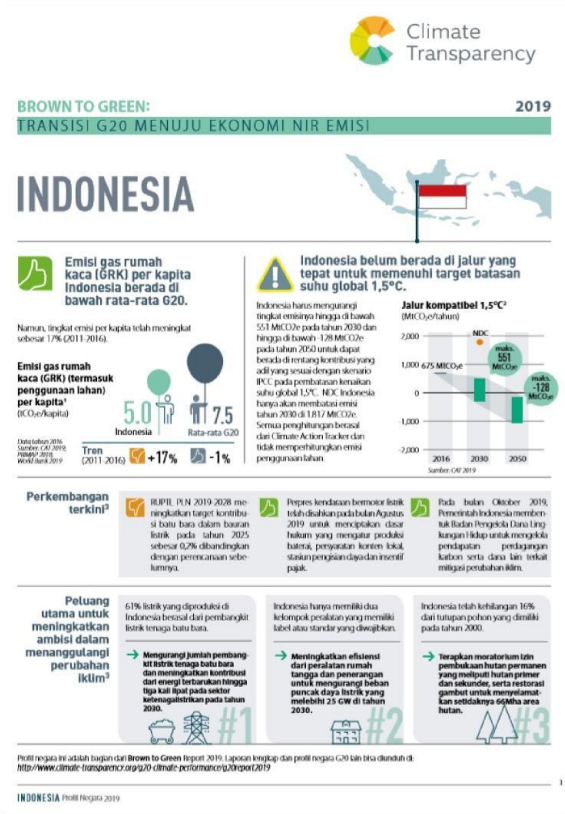 Climate
Transparency
BROWN TO GREEN:
2019
TRANSISI G20 MENUJU EKONOMI NIR EMISI
INDONESIA
Emisi gas rumah
kaca (GRK) per kapita
Indonesia berada di
bawah rata-rata G20.
Namun, tingkat emisi per kapita telah meningkat
sebesar 17% (2011-2016).
Emisi gas rumah
kaca (GRK) (termasuk
penggunaan lahan)
per kapita¹
(tCO₂e/kapita)
5.0
Indonesia
7.5
Rata-rata G20
Data tahun 2016
Sumber: CAT 2019;
PRIMAP 2018;
World Bank 2019
Tren
(2011-2016)
+17%
-1%
Indonesia belum berada di jalur yang
tepat untuk memenuhi target batasan
suhu global 1,5°C.
Indonesia harus mengurangi
tingkat emisinya hingga di bawah
551 MtCO2e pada tahun 2030 dan
hingga di bawah -128 MtCO2e
pada tahun 2050 untuk dapat
berada di rentang kontribusi yang
adil yang sesuai dengan skenario
IPCC pada pembatasan kenaikan
suhu global 1,5°C. NDC Indonesia
hanya akan membatasi emisi
tahun 2030 di 1.817 MtCO2e.
Semua penghitungan berasal
dari Climate Action Tracker dan
tidak memperhitungkan emisi
penggunaan lahan.
Jalur kompatibel 1,5°C²
(MtCO₂e/tahun)
2,000
1,000
0
-1,000
-2,000
675 MtCO₂e
NDC
maks.
551
MtCO₂e
maks.
-128
MtCO₂e
2016
2030
2050
Sumber: CAT 2019
Perkembangan
terkini³
RUPTL PLN 2019-2028 me-
ningkatkan target kontribu-
si batu bara dalam bauran
listrik pada tahun 2025
sebesar 0,2% dibandingkan
dengan perencanaan sebe-
lumnya.
Perpres kendataan bermotor listrik
telah disahkan pada bulan Agustus
2019 untuk menciptakan dasar
hukum yang mengatur produksi
baterai, persyaratan konten lokal,
stasiun pengisian daya dan insentif
pajak.
Pada bulan Oktober 2019,
Pemerintah Indonesia memben-
tuk Badan Pengelola Dana Ling-
kungan Hidup untuk mengelola
pendapatan perdagangan
karbon serta dana lain terkait
mitigasi perubahan iklim.
Peluang
utama untuk
meningkatkan
ambisi dalam
menanggulangi
perubahan
iklim³
61% listrik yang diproduksi di
Indonesia berasal dari pembangkit
listrik tenaga batu bara.
Mengurangi jumlah pembang-
kit listrik tenaga batu bara
dan meningkatkan kontribusi
dari energi terbarukan hingga
tiga kali lipat pada sektor
ketenagalistrikan pada tahun
2030.
#1
Indonesia hanya memiliki dua
kelompok peralatan yang memiliki
label atau standar yang diwajibkan.
Meningkatkan efisiensi
dari peralatan rumah
tangga dan penerangan
untuk mengurangi beban
puncak daya listrik yang
melebihi 25 GW di tahun
2030.
#2
Indonesia telah kehilangan 16%
dari tutupan pohon yang dimiliki
pada tahun 2000.
Terapkan moratorium izin
pembukaan hutan permanen
yang meliputi hutan primer
dan sekunder, serta restorasi
gambut untuk menyelamat-
kan setidaknya 66Mha area
hutan.
#3
Profil negara ini adalah bagian dari Brown to Green Report 2019. Laporan lengkap dan profil negara G20 lain bisa diunduh di:
http://www.climate-transparency.org/g20-climate-performance/g20report2019
1
INDONESIA Profil Negara 2019